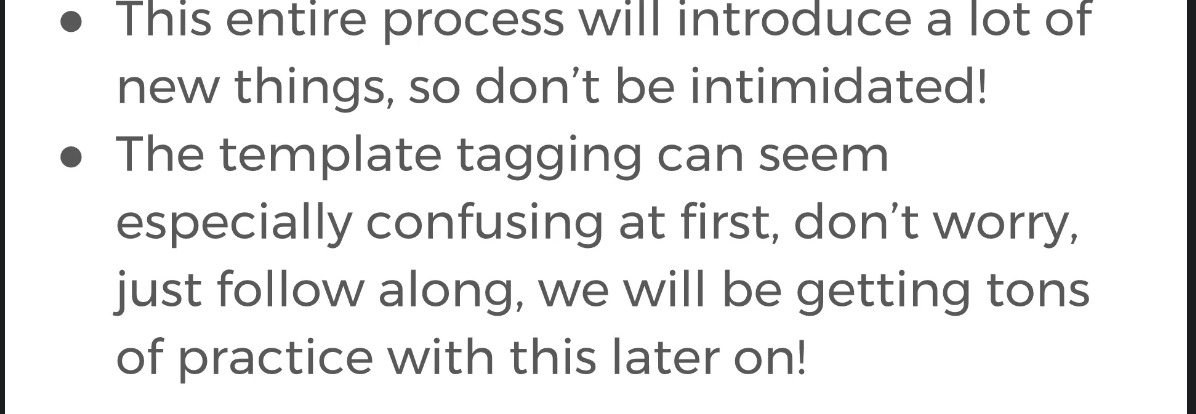 ● This entire process will introduce a lot of
new things, so don’t be intimidated!
● The template tagging can seem
especially confusing at first, don’t worry,
just follow along, we will be getting tons
of practice with this later on!